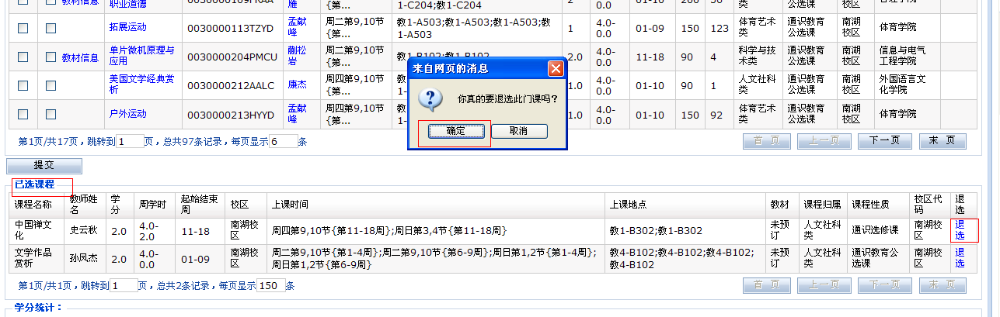 教材信息 职业道德 0030000109PRAA 雁 {第... 1-C204;教1-C204 2 0.0 01-10 200 公选课 校区
拓展运动 0030000113TZYD 孟献峰 周二第9,10节{第... 教1-A503;教1-A503;教1-A503 1 4.0-0.0 01-09 150 123 体育艺术类 通识教育公选课 南湖校区 体育学院
教材信息 单片微机原理与应用 0030000204PMCU 蒯松岩 周二第9,10节{第... 教1-B102;教1-B102 2.0 4.0-0.0 11-18 90 4 科学与技术类 通识教育公选课 南湖校区 信息与电气工程学院
美国文学经典赏析 0030000212AALC 康杰 周四第9,10节{第... 1.0 4.0-0.0 01-10 90 1 人文社科类 通识教育公选课 南湖校区 外国语言文化学院
户外运动 0030000213HYYD 孟献峰 周四第9,10节{第... 1.0 4.0-0.0 01-10 150 92 体育艺术类 通识教育公选课 南湖校区 体育学院
来自网页的消息
你真的要退选此门课吗?
确定 取消
第1页/共17页，跳转到 1 页，总共97条记录，每页显示 6 条 首 页 上一页 下一页 末 页
提交
已选课程
课程名称 教师姓名 学分 周学时 起始结束周 校区 上课时间 上课地点 教材 课程归属 课程性质 校区代码 退选
中国禅文化 史云秋 2.0 4.0-2.0 11-18 南湖校区 周四第9,10节{第11-18周};周日第3,4节{第11-18周} 教1-B302;教1-B302 未预订 人文社科类 通识选修课 南湖校区 退选
文学作品赏析 孙凤杰 2.0 4.0-0.0 01-09 南湖校区 周二第9,10节{第1-4周};周二第9,10节{第6-9周};周日第1,2节{第1-4周};周日第1,2节{第6-9周} 教4-B102;教4-B102;教4-B102;教4-B102 未预订 人文社科类 通识教育公选课 南湖校区 退选
第1页/共1页，跳转到 1 页，总共2条记录，每页显示 150 条 首 页 上一页 下一页 末 页
学分统计：